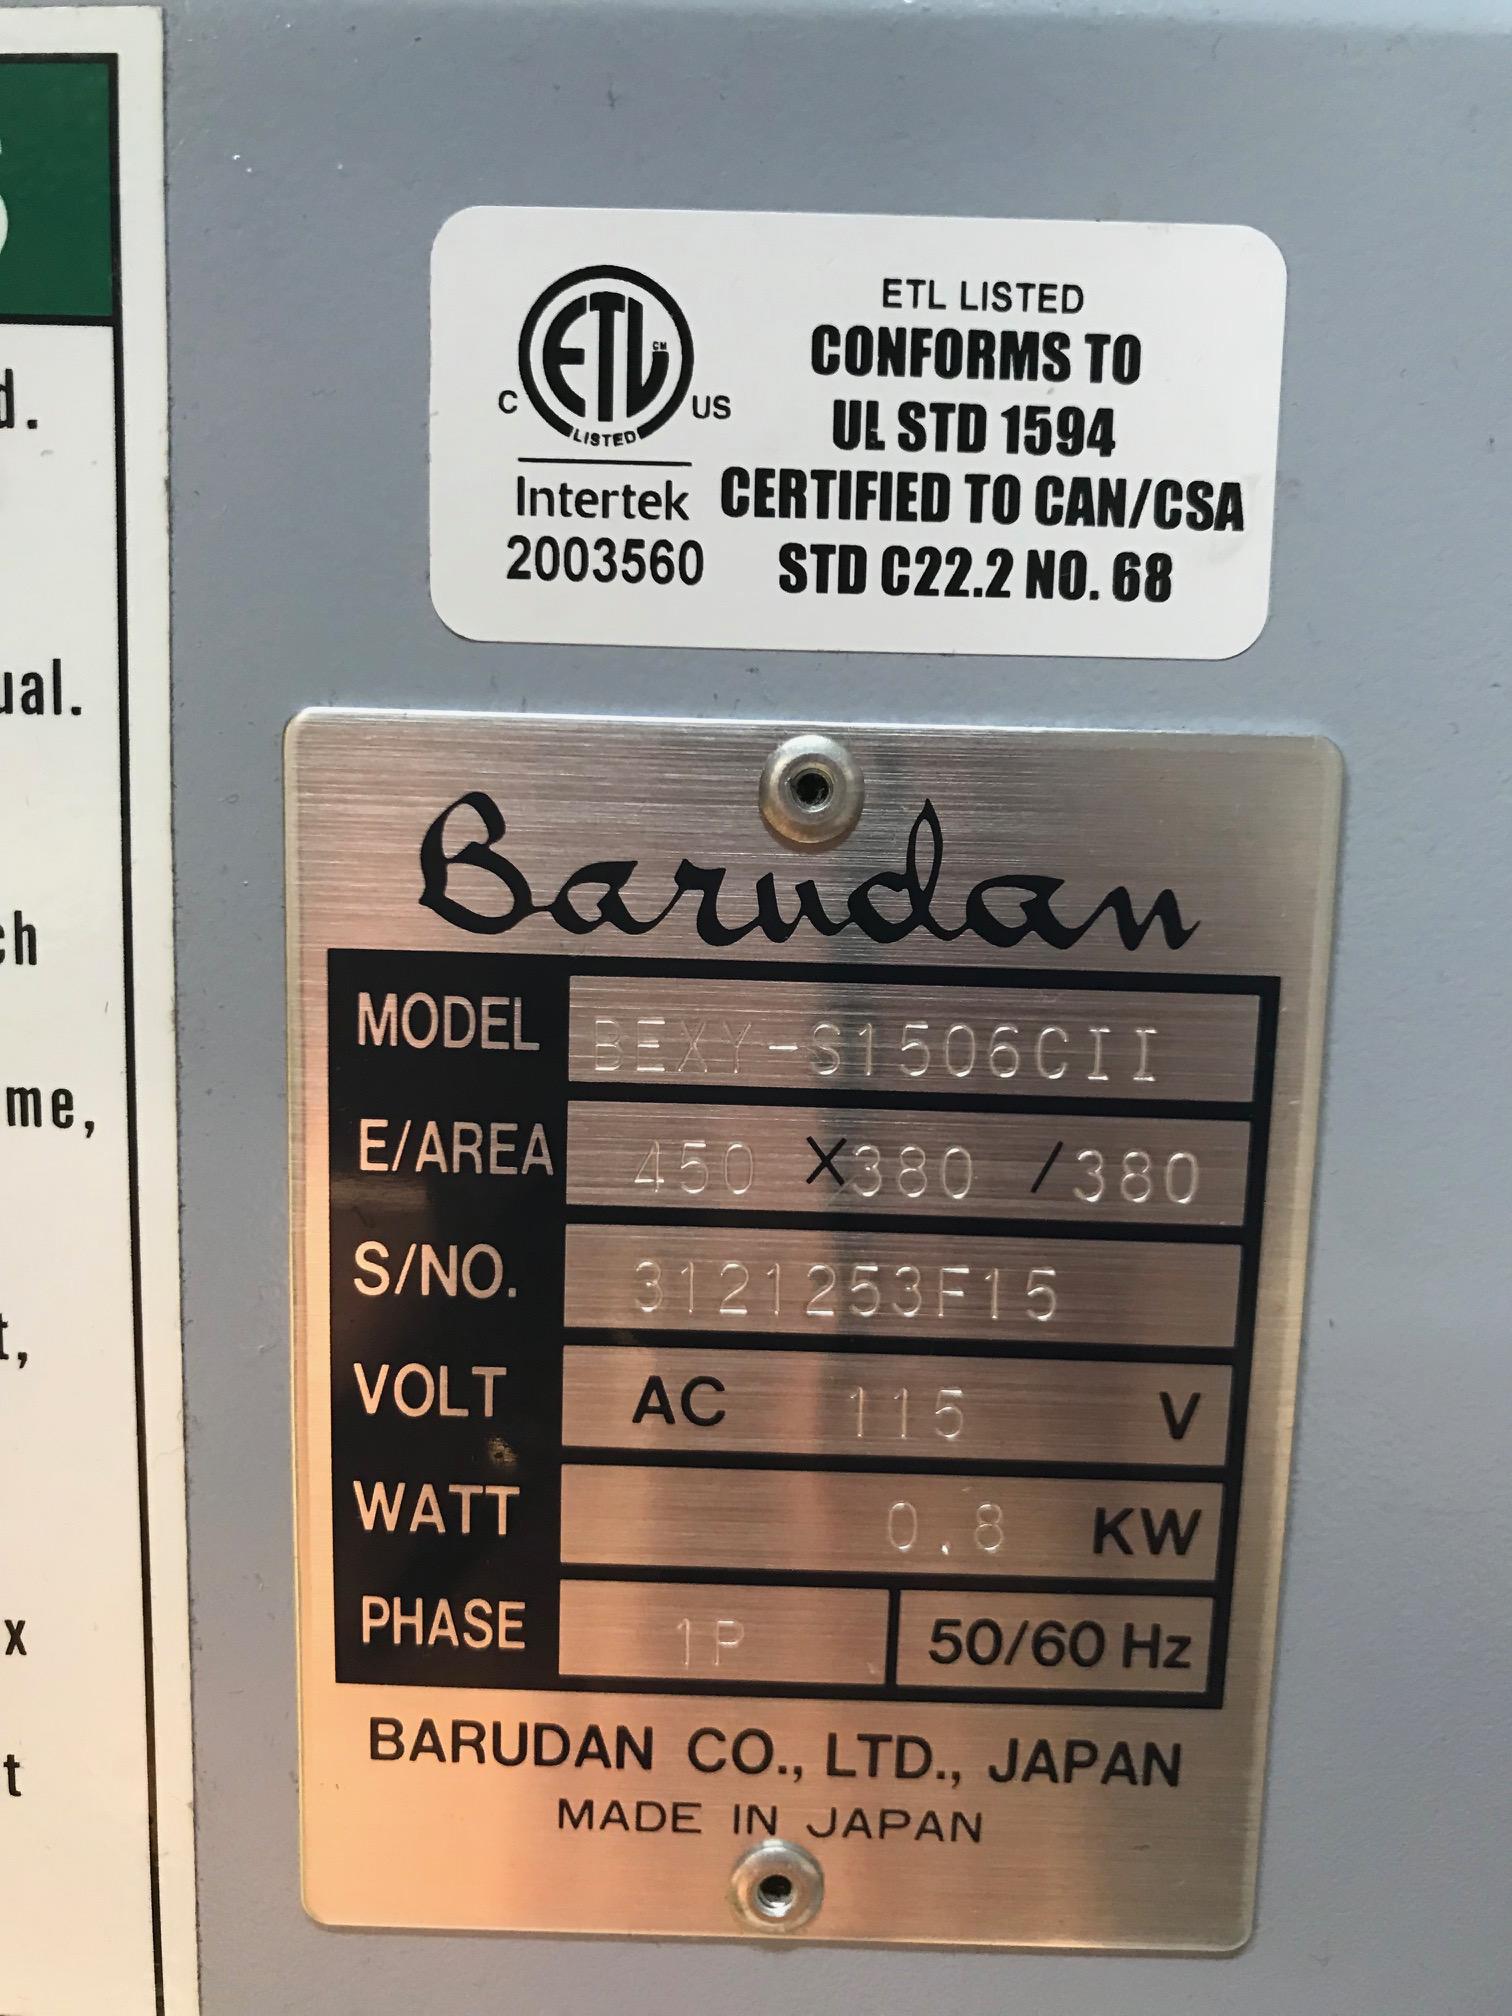 d.
ual.
ch
me,
t,
x
t
ETL CM
LISTED
C US
Intertek
2003560
ETL LISTED
CONFORMS TO
UL STD 1594
CERTIFIED TO CAN/CSA
STD C22.2 NO. 68
Barudan
MODEL BEXY-S1506CII
E/AREA 450 X380 /380
S/NO. 3121253F15
VOLT AC 115 V
WATT 0.8 KW
PHASE 1P 50/60 Hz
BARUDAN CO., LTD., JAPAN
MADE IN JAPAN